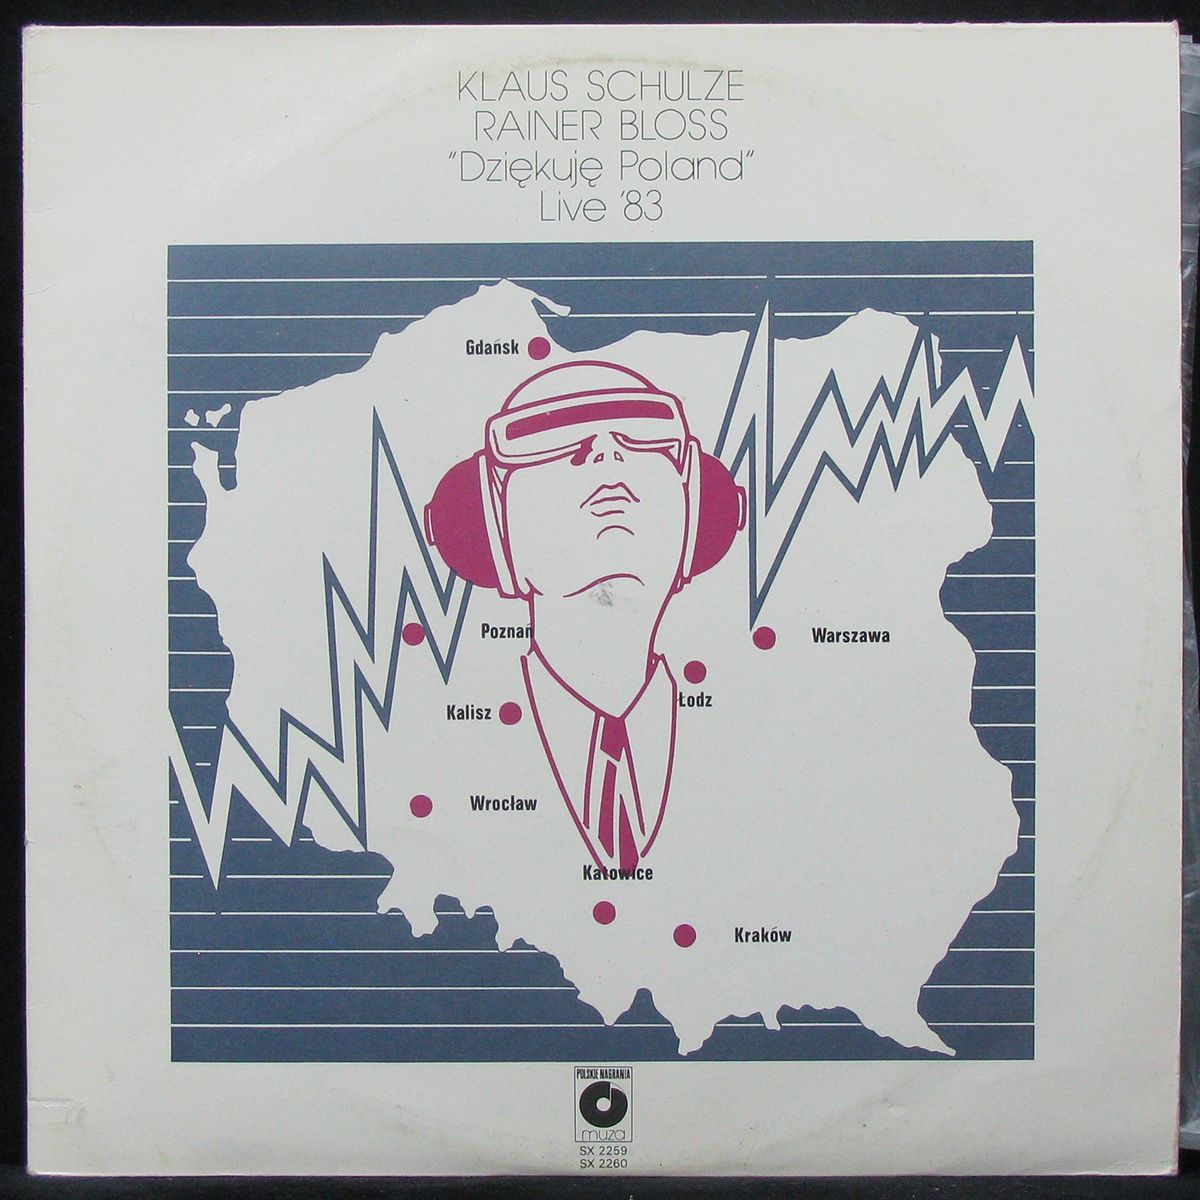 KLAUS SCHULZE
RAINER BLOSS
"Dziękuję Poland"
Live '83
Gdańsk
Poznań
Warszawa
Łodz
Kalisz
Wrocław
Katowice
Kraków
POLSKIE NAGRANIA
muza
SX 2259
SX 2260